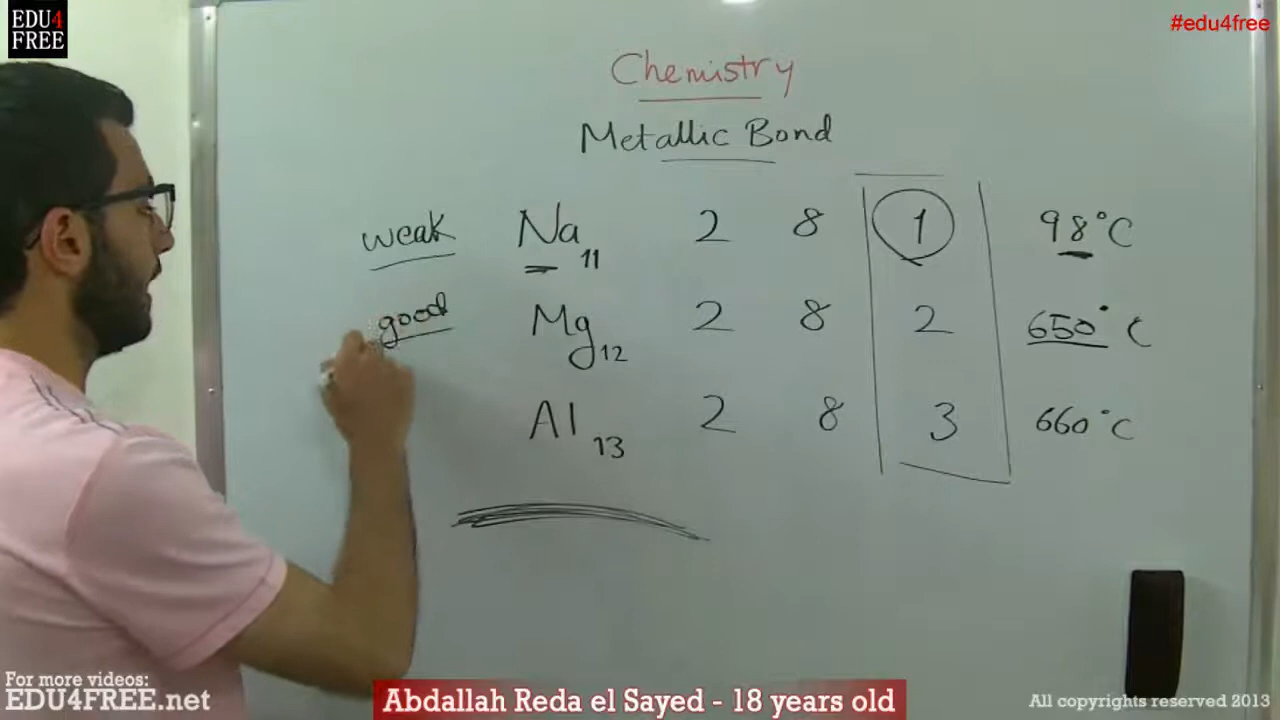 EDU4
FREE
#edu4free
Chemistry
Metallic Bond
weak Na 11 2 8 1 98°C
good Mg 12 2 8 2 650° C
Al 13 2 8 3 660°C
For more videos:
EDU4FREE.net
Abdallah Reda el Sayed - 18 years old
All copyrights reserved 2013